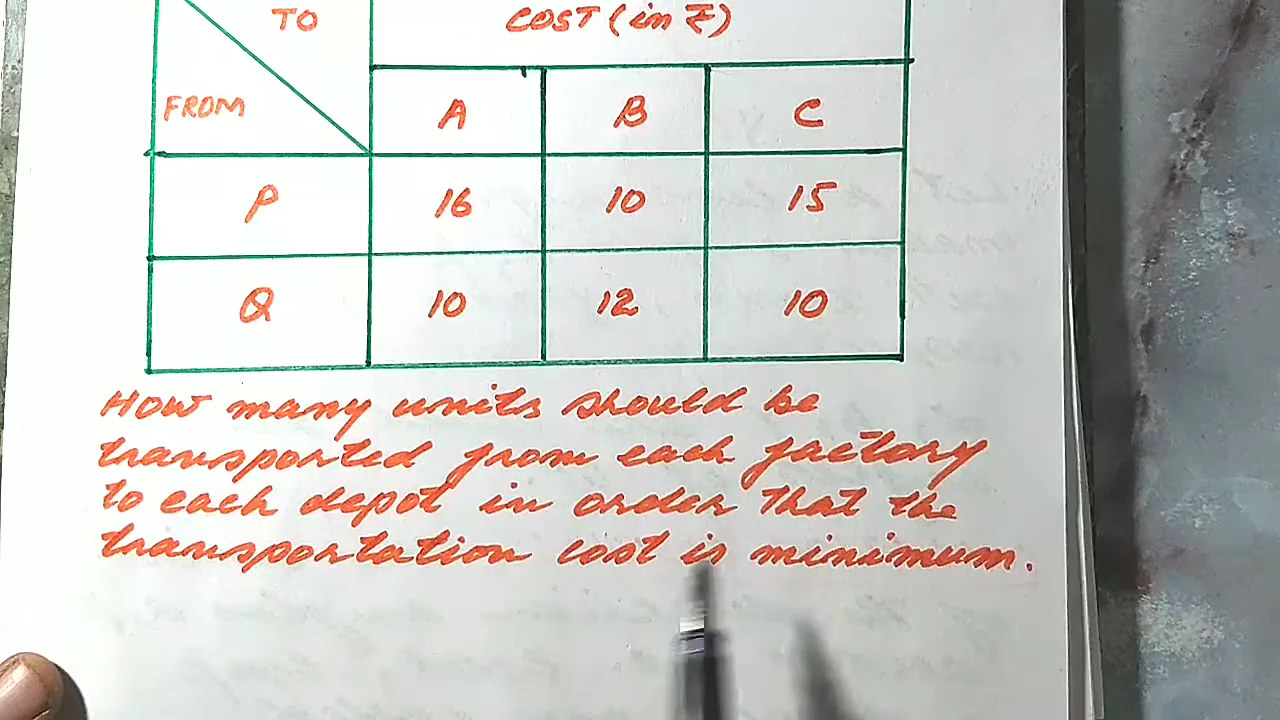 TO COST (in ₹)
FROM A B C
P 16 10 15
Q 10 12 10
How many units should be
transported from each factory
to each depot in order that the
transportation cost is minimum.